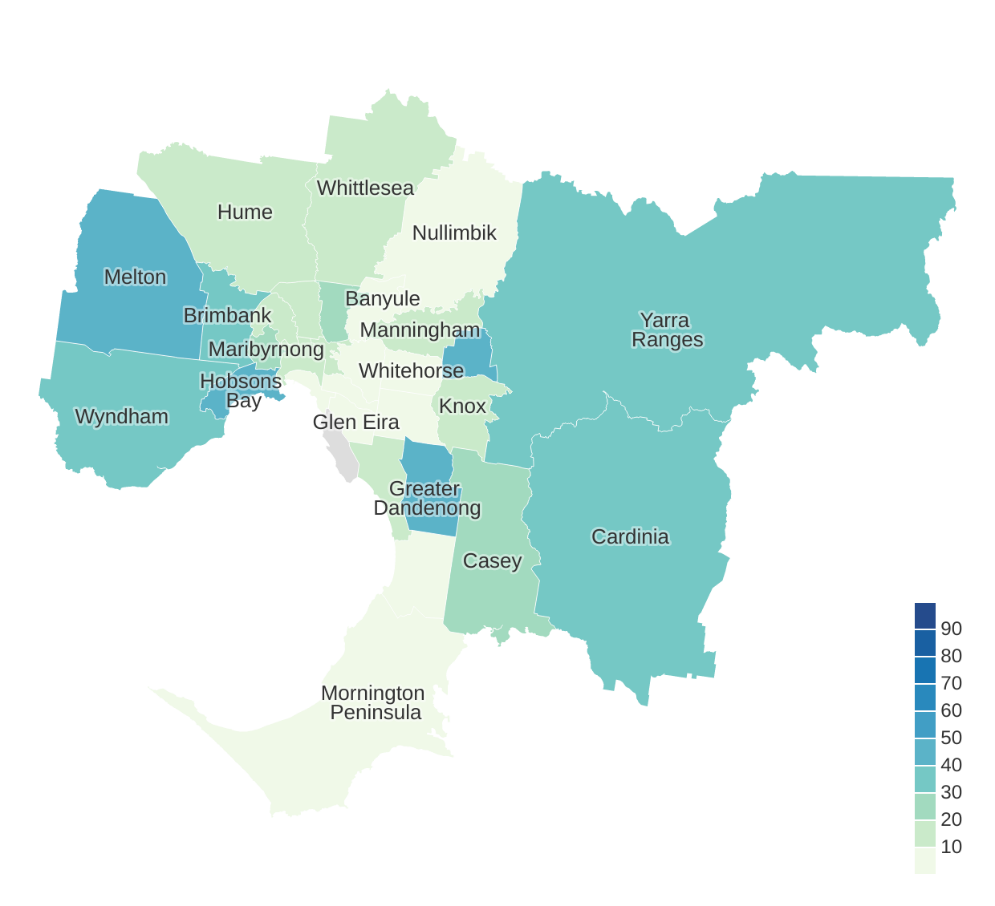 Whittlesea
Hume
Nullimbik
Melton
Banyule
Brimbank
Manningham
Yarra
Ranges
Maribyrnong
Whitehorse
Hobsons
Bay
Knox
Wyndham
Glen Eira
Greater
Dandenong
Cardinia
Casey
Mornington
Peninsula
90
80
70
60
50
40
30
20
10